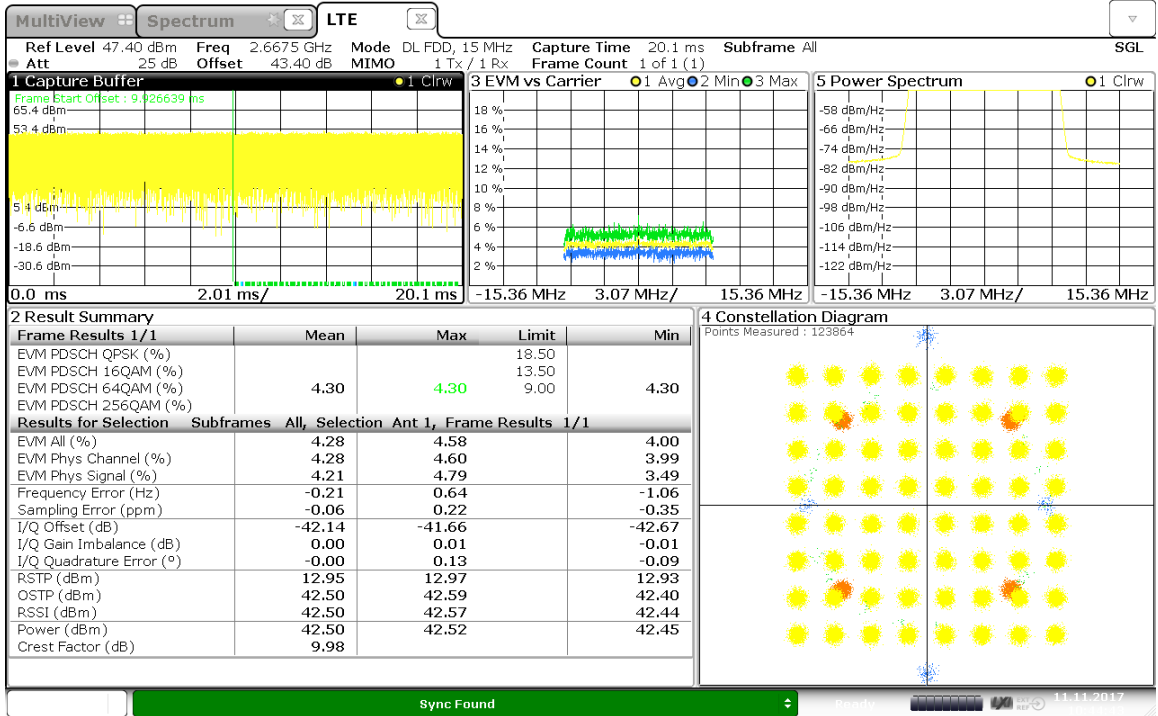 MultiView Spectrum LTE
Ref Level 47.40 dBm Freq 2.6675 GHz Mode DL FDD, 15 MHz Capture Time 20.1 ms Subframe All SGL
Att 25 dB Offset 43.40 dB MIMO 1 Tx / 1 Rx Frame Count 1 of 1 (1)
1 Capture Buffer 1 Clrw
Frame Start Offset : 9.926639 ms
65.4 dBm
53.4 dBm
5.4 dBm
-6.6 dBm
-18.6 dBm
-30.6 dBm
0.0 ms 2.01 ms/ 20.1 ms
3 EVM vs Carrier 1 Avg 2 Min 3 Max
18 %
16 %
14 %
12 %
10 %
8 %
6 %
4 %
2 %
-15.36 MHz 3.07 MHz/ 15.36 MHz
5 Power Spectrum 1 Clrw
-58 dBm/Hz
-66 dBm/Hz
-74 dBm/Hz
-82 dBm/Hz
-90 dBm/Hz
-98 dBm/Hz
-106 dBm/Hz
-114 dBm/Hz
-122 dBm/Hz
-15.36 MHz 3.07 MHz/ 15.36 MHz
2 Result Summary
Frame Results 1/1 Mean Max Limit Min
EVM PDSCH QPSK (%) 18.50
EVM PDSCH 16QAM (%) 13.50
EVM PDSCH 64QAM (%) 4.30 4.30 9.00 4.30
EVM PDSCH 256QAM (%)
Results for Selection Subframes All, Selection Ant 1, Frame Results 1/1
EVM All (%) 4.28 4.58 4.00
EVM Phys Channel (%) 4.28 4.60 3.99
EVM Phys Signal (%) 4.21 4.79 3.49
Frequency Error (Hz) -0.21 0.64 -1.06
Sampling Error (ppm) -0.06 0.22 -0.35
I/Q Offset (dB) -42.14 -41.66 -42.67
I/Q Gain Imbalance (dB) 0.00 0.01 -0.01
I/Q Quadrature Error (°) -0.00 0.13 -0.09
RSTP (dBm) 12.95 12.97 12.93
OSTP (dBm) 42.50 42.59 42.40
RSSI (dBm) 42.50 42.57 42.44
Power (dBm) 42.50 42.52 42.45
Crest Factor (dB) 9.98
4 Constellation Diagram
Points Measured : 123864
Sync Found
Ready
LXI
EXT
REF
11.11.2017